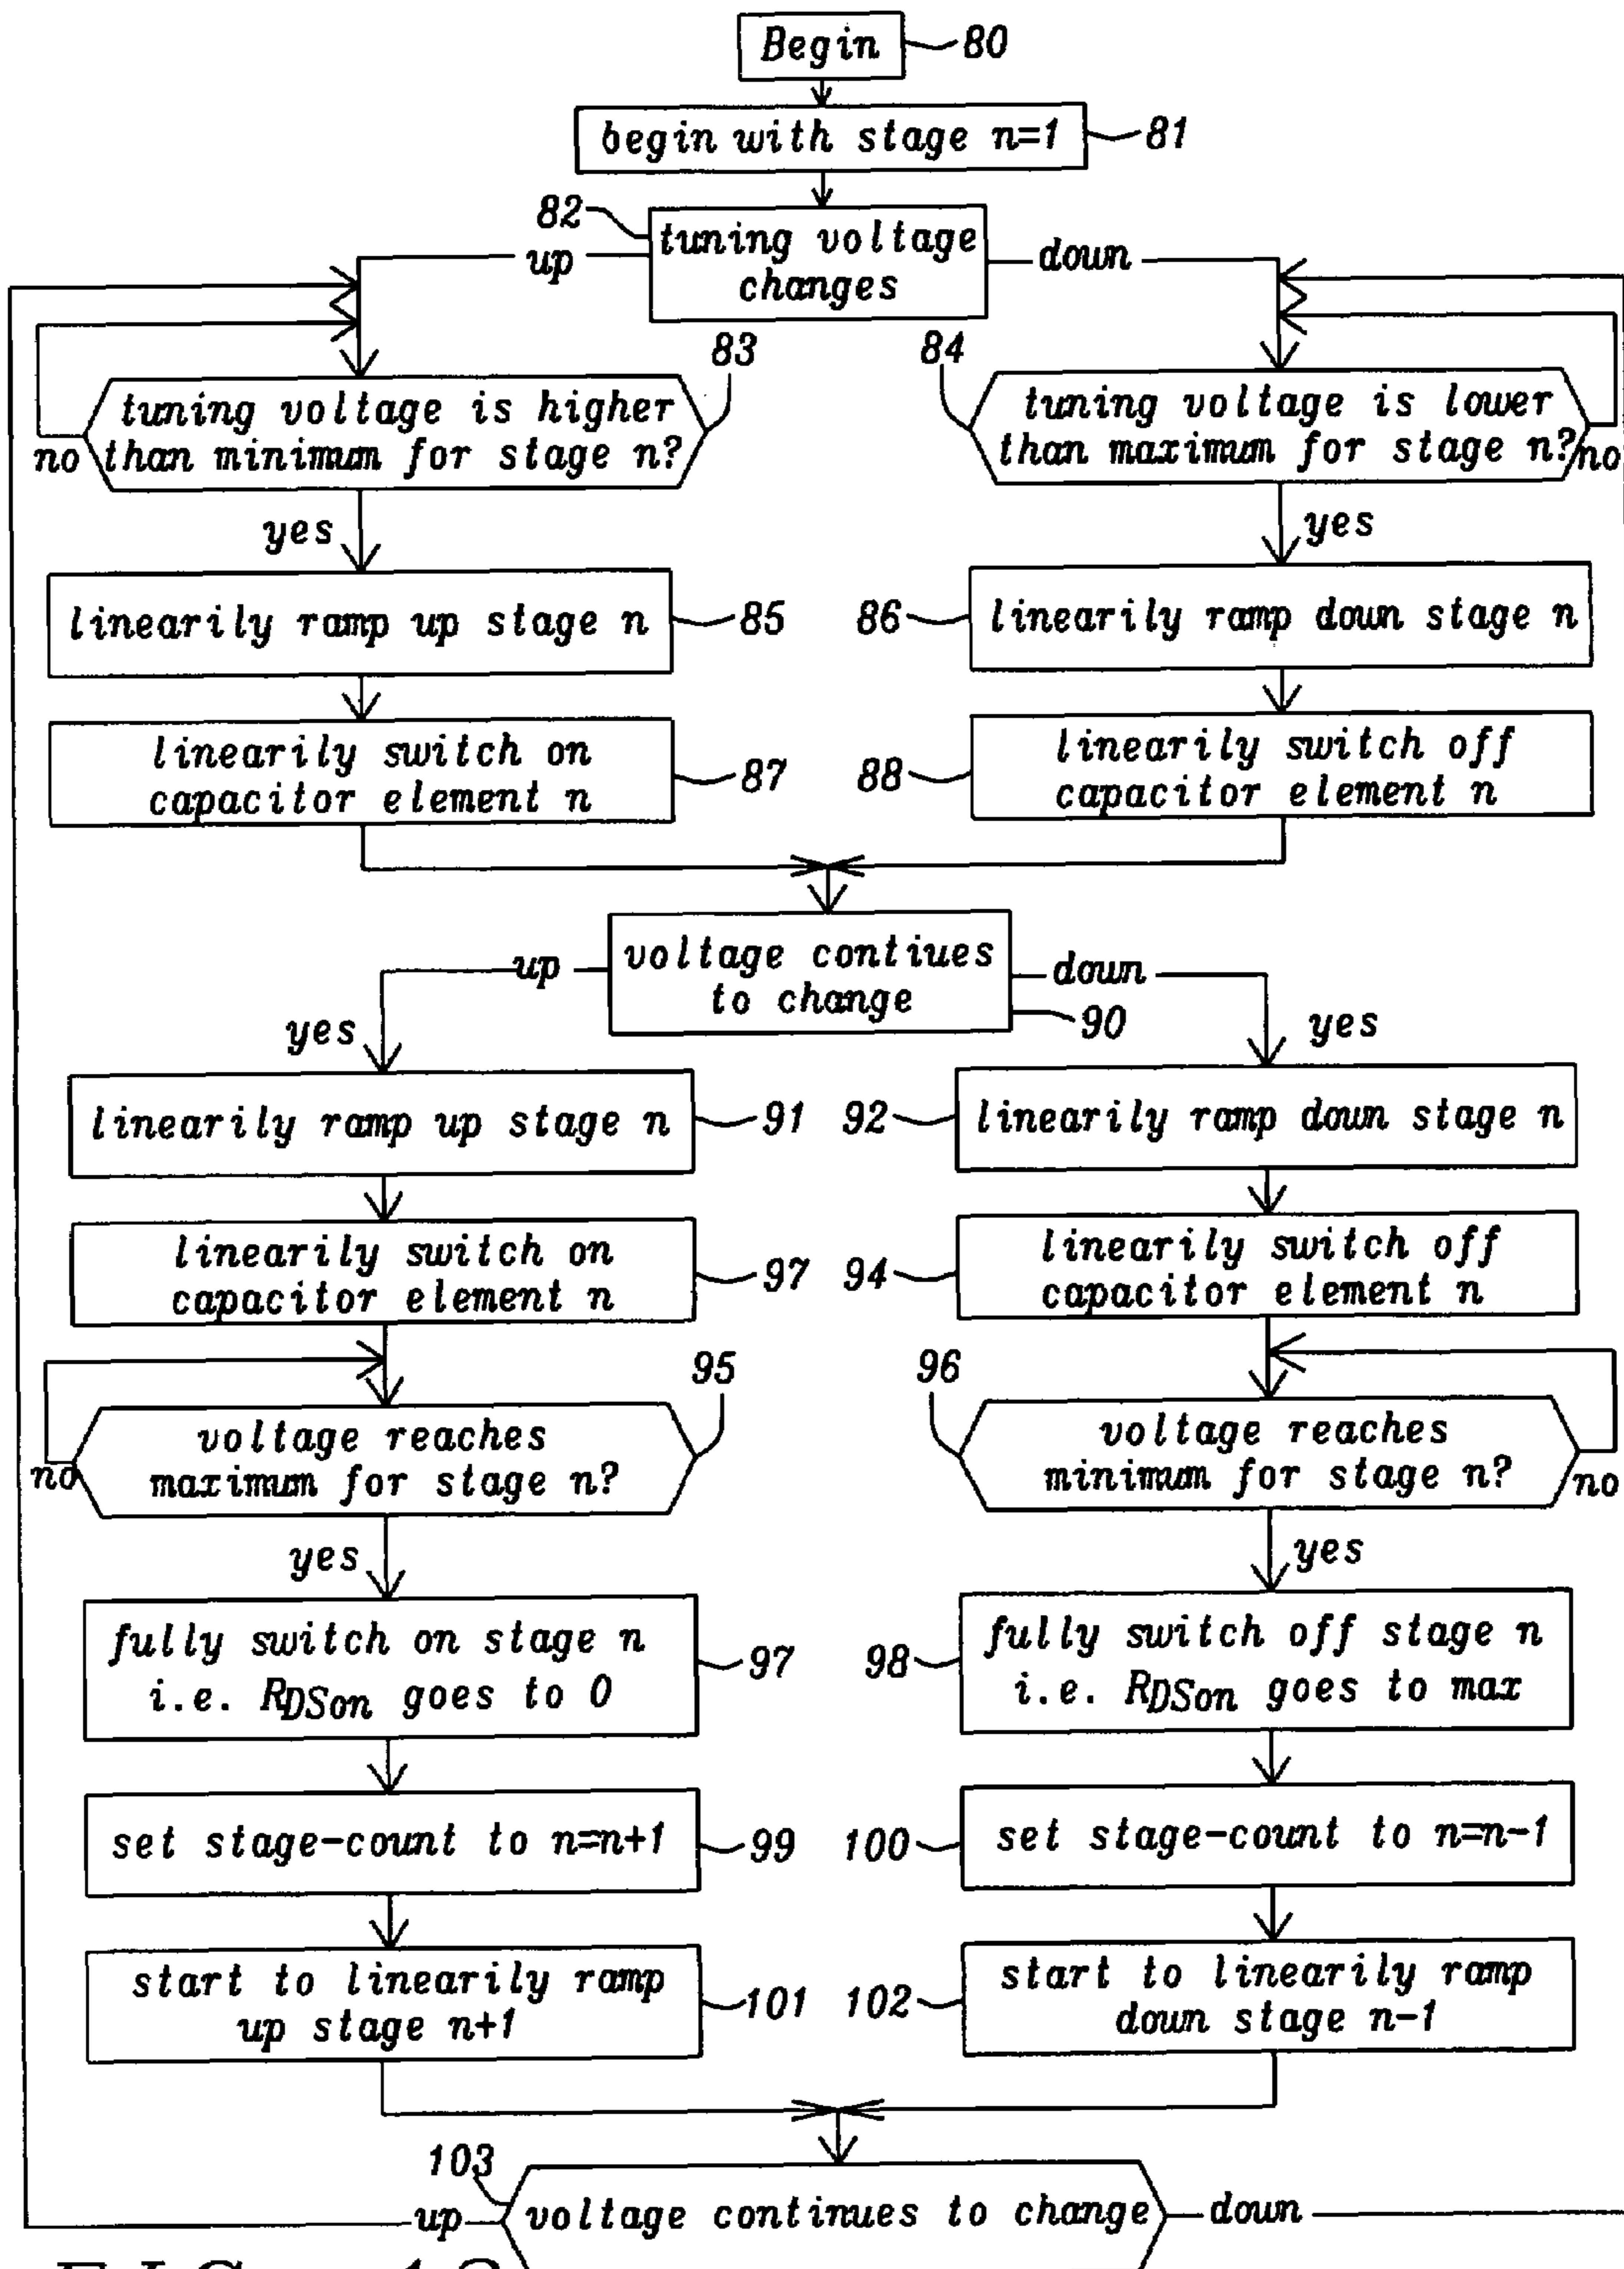 Begin
80
begin with stage n=1
81
82
tuning voltage
changes
up
down
83
84
tuning voltage is higher
than minimum for stage n?
no
tuning voltage is lower
than maximum for stage n?
no
yes
yes
linearily ramp up stage n
85
86
linearily ramp down stage n
linearily switch on
capacitor element n
87
88
linearily switch off
capacitor element n
up
voltage contiues
to change
down
90
yes
yes
linearily ramp up stage n
91
92
linearily ramp down stage n
linearily switch on
capacitor element n
97
94
linearily switch off
capacitor element n
95
96
voltage reaches
maximum for stage n?
no
voltage reaches
minimum for stage n?
no
yes
yes
fully switch on stage n
i.e. RDSon goes to 0
97
98
fully switch off stage n
i.e. RDSon goes to max
set stage-count to n=n+1
99
100
set stage-count to n=n-1
start to linearily ramp
up stage n+1
101
102
start to linearily ramp
down stage n-1
103
up
voltage continues to change
down